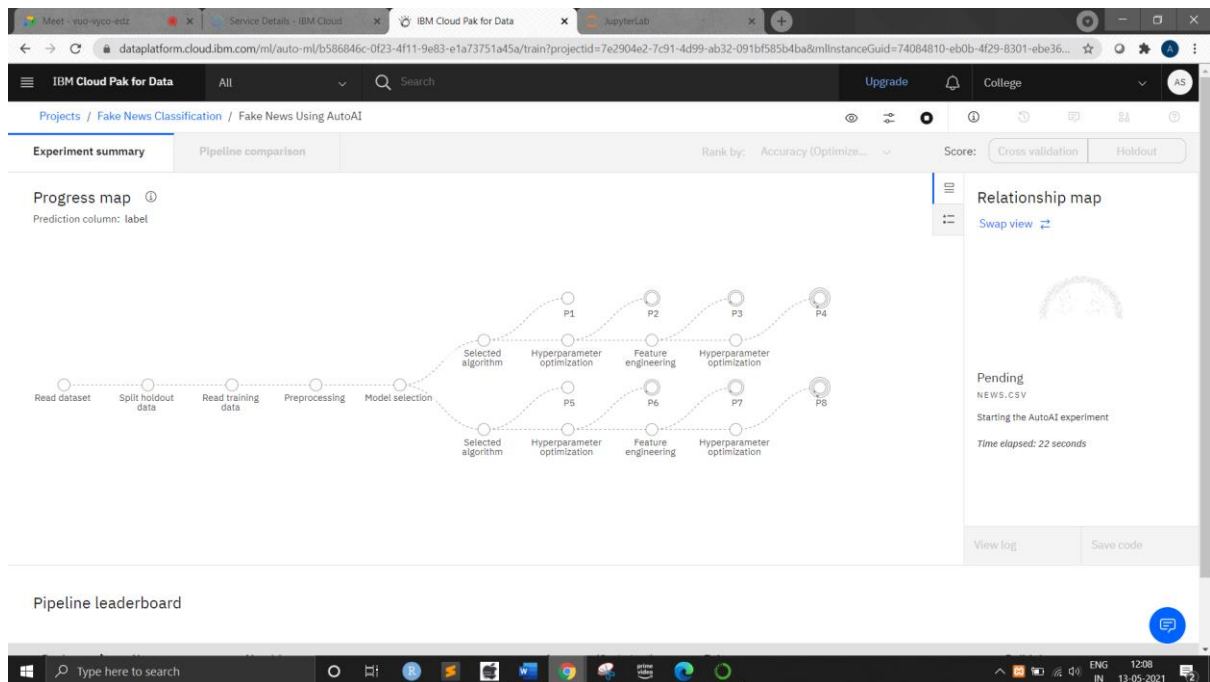 Meet - vuo-vyco-edz
Service Details - IBM Cloud
IBM Cloud Pak for Data
JupyterLab
dataplatform.cloud.ibm.com/ml/auto-ml/b586846c-0f23-4f11-9e83-e1a73751a45a/train?projectid=7e2904e2-7c91-4d99-ab32-091bf585b4ba&mlInstanceGuid=74084810-eb0b-4f29-8301-ebe36...
A
IBM Cloud Pak for Data
All
Search
Upgrade
College
AS
Projects / Fake News Classification / Fake News Using AutoAI
Experiment summary
Pipeline comparison
Rank by: Accuracy (Optimize...
Score: Cross validation Holdout
Progress map
Prediction column: label
Relationship map
Swap view
P1 P2 P3 P4
Selected algorithm
Hyperparameter optimization
Feature engineering
Hyperparameter optimization
Read dataset
Split holdout data
Read training data
Preprocessing
Model selection
P5 P6 P7 P8
Selected algorithm
Hyperparameter optimization
Feature engineering
Hyperparameter optimization
Pending
NEWS.CSV
Starting the AutoAI experiment
Time elapsed: 22 seconds
View log
Save code
Pipeline leaderboard
Type here to search
R
prime video
ENG
IN
12:08
13-05-2021
2